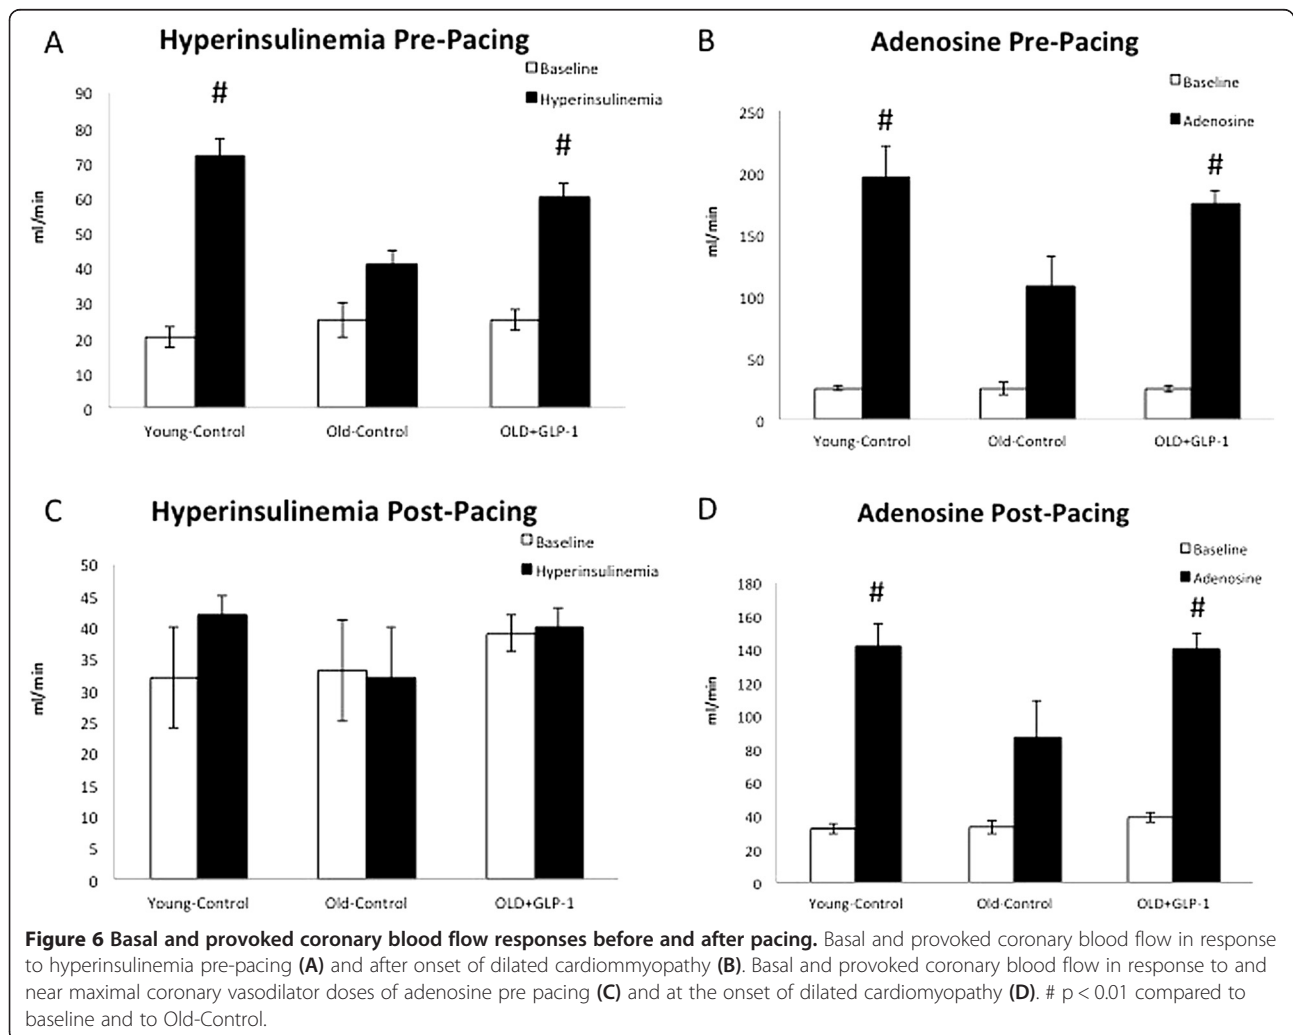 A
Hyperinsulinemia Pre-Pacing
Baseline
Hyperinsulinemia
90
80
70
60
50
40
30
20
10
0
ml/min
#
#
Young-Control
Old-Control
OLD+GLP-1
B
Adenosine Pre-Pacing
Baseline
Adenosine
250
200
150
100
50
0
ml/min
#
#
Young-Control
Old-Control
OLD+GLP-1
C
Hyperinsulinemia Post-Pacing
Baseline
Hyperinsulinemia
50
45
40
35
30
25
20
15
10
5
0
ml/min
Young-Control
Old-Control
OLD+GLP-1
D
Adenosine Post-Pacing
Baseline
Adenosine
180
160
140
120
100
80
60
40
20
0
ml/min
#
#
Young-Control
Old-Control
OLD+GLP-1
Figure 6 Basal and provoked coronary blood flow responses before and after pacing. Basal and provoked coronary blood flow in response
to hyperinsulinemia pre-pacing (A) and after onset of dilated cardiommyopathy (B). Basal and provoked coronary blood flow in response to and
near maximal coronary vasodilator doses of adenosine pre pacing (C) and at the onset of dilated cardiomyopathy (D). # p < 0.01 compared to
baseline and to Old-Control.